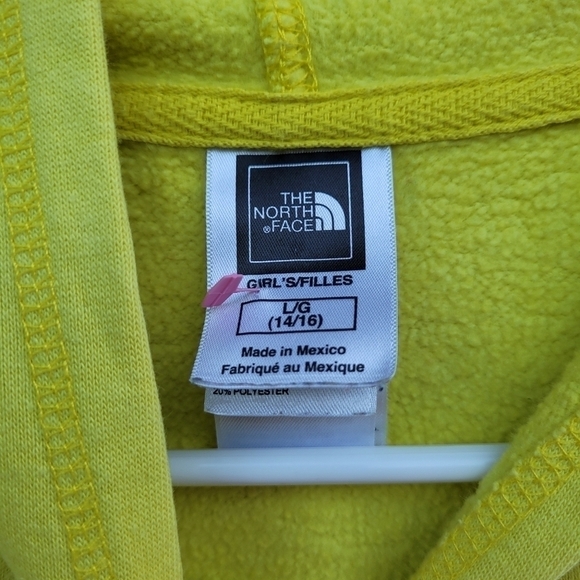 THE
NORTH
®FACE
GIRL'S/FILLES
L/G
(14/16)
Made in Mexico
Fabriqué au Mexique
20% POLYESTER